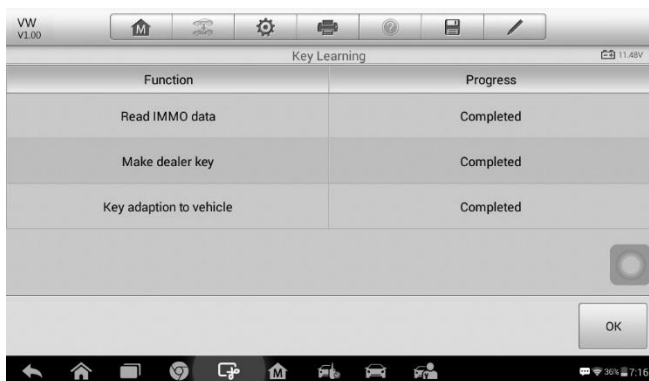 VW
V1.00
M
Key Learning
11.48V
Function Progress
Read IMMO data Completed
Make dealer key Completed
Key adaption to vehicle Completed
OK
M
36% 7:16